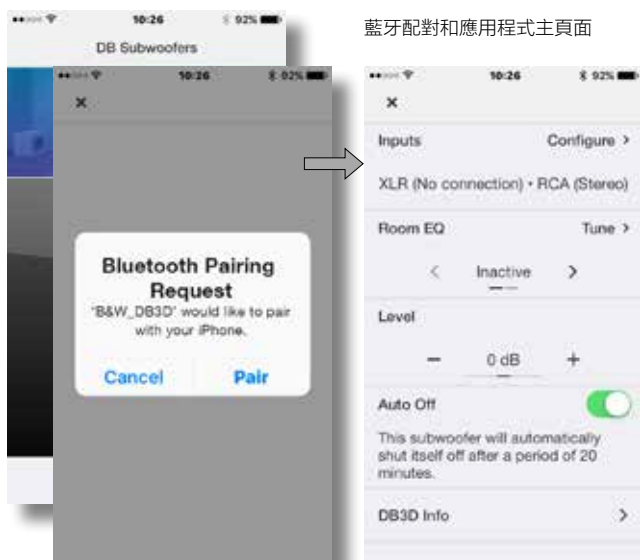 10:26
92%
DB Subwoofers
10:26
92%
×
Bluetooth Pairing
Request
"B&W_DB3D" would like to pair
with your iPhone.
Cancel
Pair
藍牙配對和應用程式主頁面
10:26
92%
×
Inputs
Configure >
XLR (No connection) • RCA (Stereo)
Room EQ
Tune >
< Inactive >
Level
− 0 dB +
Auto Off
This subwoofer will automatically
shut itself off after a period of 20
minutes.
DB3D Info >